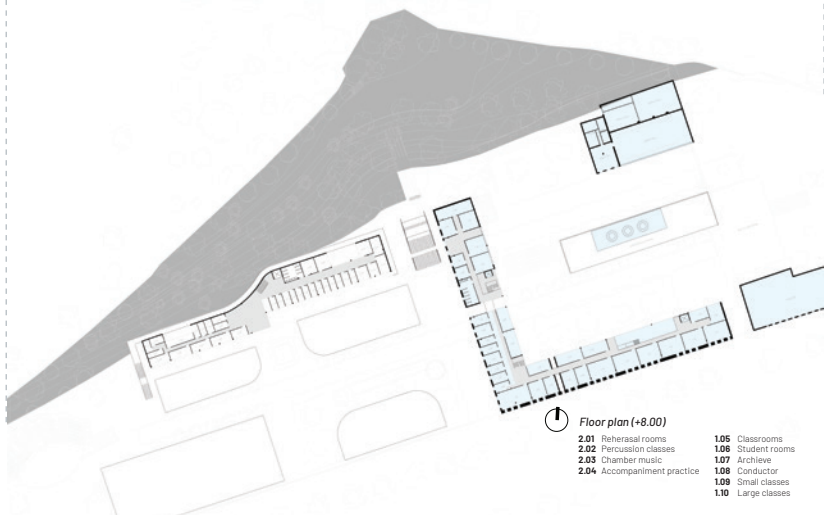 Floor plan (+8.00)
2.01 Reherasal rooms
2.02 Percussion classes
2.03 Chamber music
2.04 Accompaniment practice
1.05 Classrooms
1.06 Student rooms
1.07 Archieve
1.08 Conductor
1.09 Small classes
1.10 Large classes